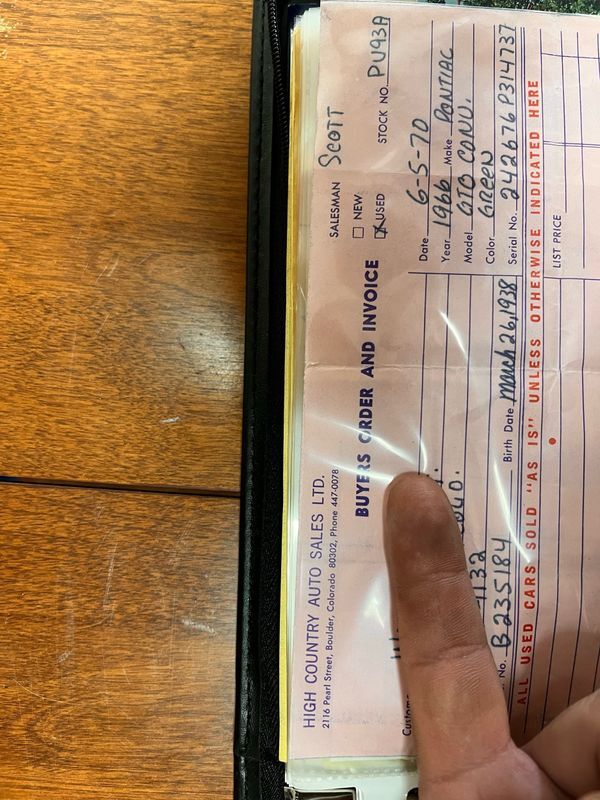 HIGH COUNTRY AUTO SALES LTD.
2116 Pearl Street, Boulder, Colorado 80302, Phone 447-0078
SALESMAN SCOTT
☐ NEW
☒ USED
STOCK NO. PU93A
BUYERS ORDER AND INVOICE
Date 6-5-70
Year 1966 Make PONTIAC
Model GTO CONV.
Color GREEN
No. B235184 Birth Date March 26, 1938 Serial No. 242676P314737
ALL USED CARS SOLD "AS IS" UNLESS OTHERWISE INDICATED HERE
LIST PRICE